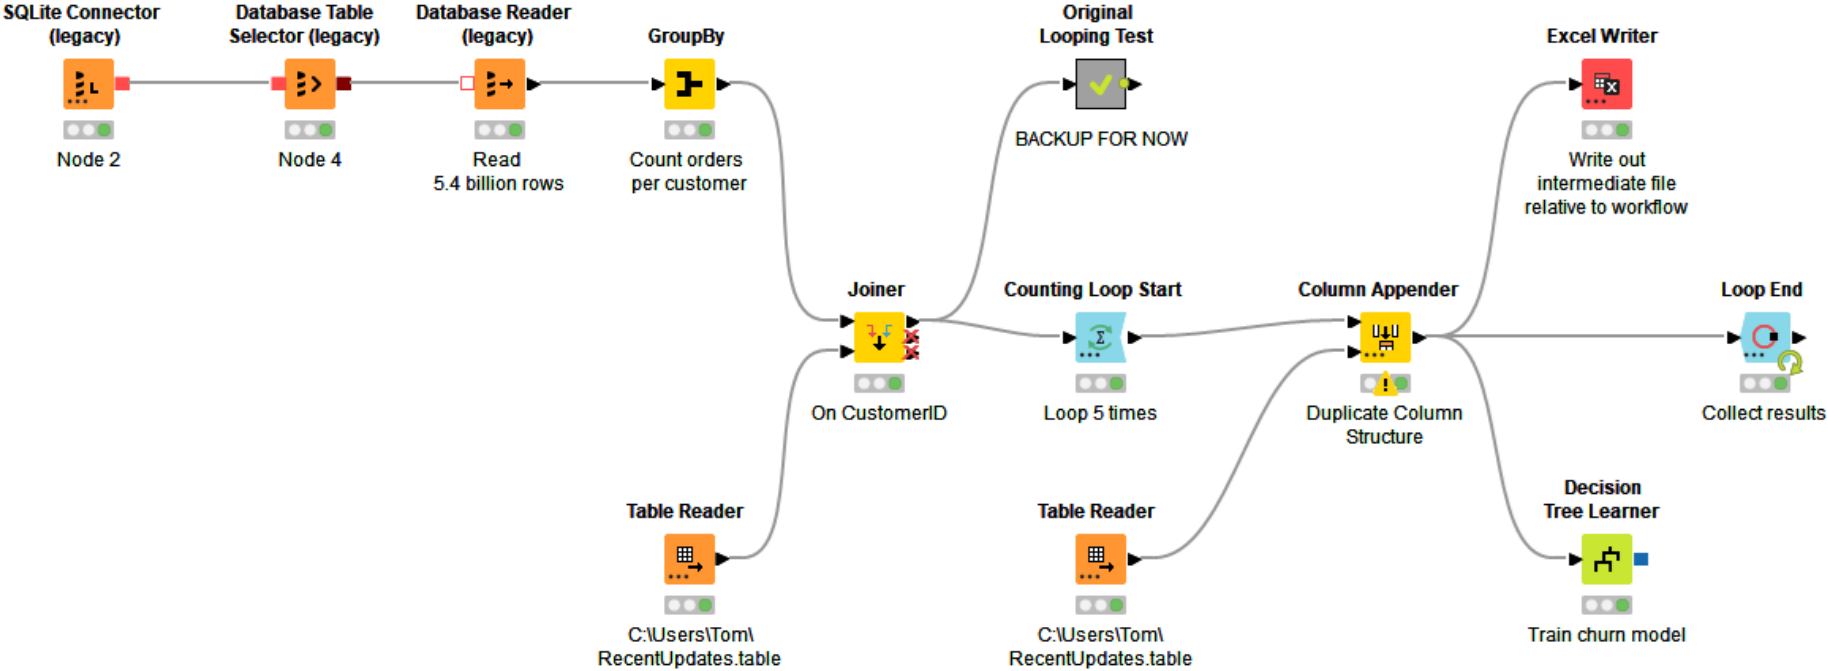 SQLite Connector
(legacy)
Node 2
Database Table
Selector (legacy)
Node 4
Database Reader
(legacy)
Read
5.4 billion rows
GroupBy
Count orders
per customer
Original
Looping Test
BACKUP FOR NOW
Excel Writer
Write out
intermediate file
relative to workflow
Joiner
On CustomerID
Counting Loop Start
Σ
Loop 5 times
Column Appender
Duplicate Column
Structure
Loop End
Collect results
Table Reader
C:\Users\Tom\
RecentUpdates.table
Table Reader
C:\Users\Tom\
RecentUpdates.table
Decision
Tree Learner
Train churn model